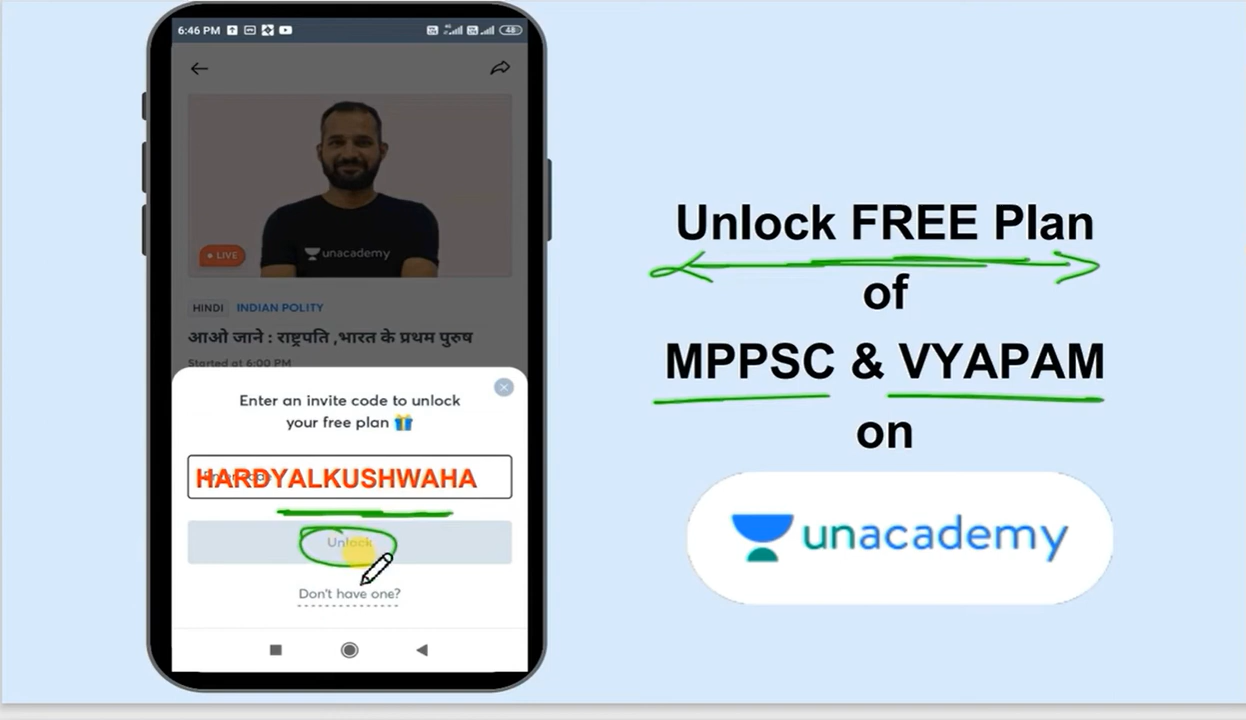 6:46 PM
48
unacademy
LIVE
HINDI INDIAN POLITY
आओ जाने : राष्ट्रपति ,भारत के प्रथम पुरुष
Started at 6:00 PM
Enter an invite code to unlock
your free plan
HARDYALKUSHWAHA
Unlock
Don't have one?
Unlock FREE Plan
of
MPPSC & VYAPAM
on
unacademy